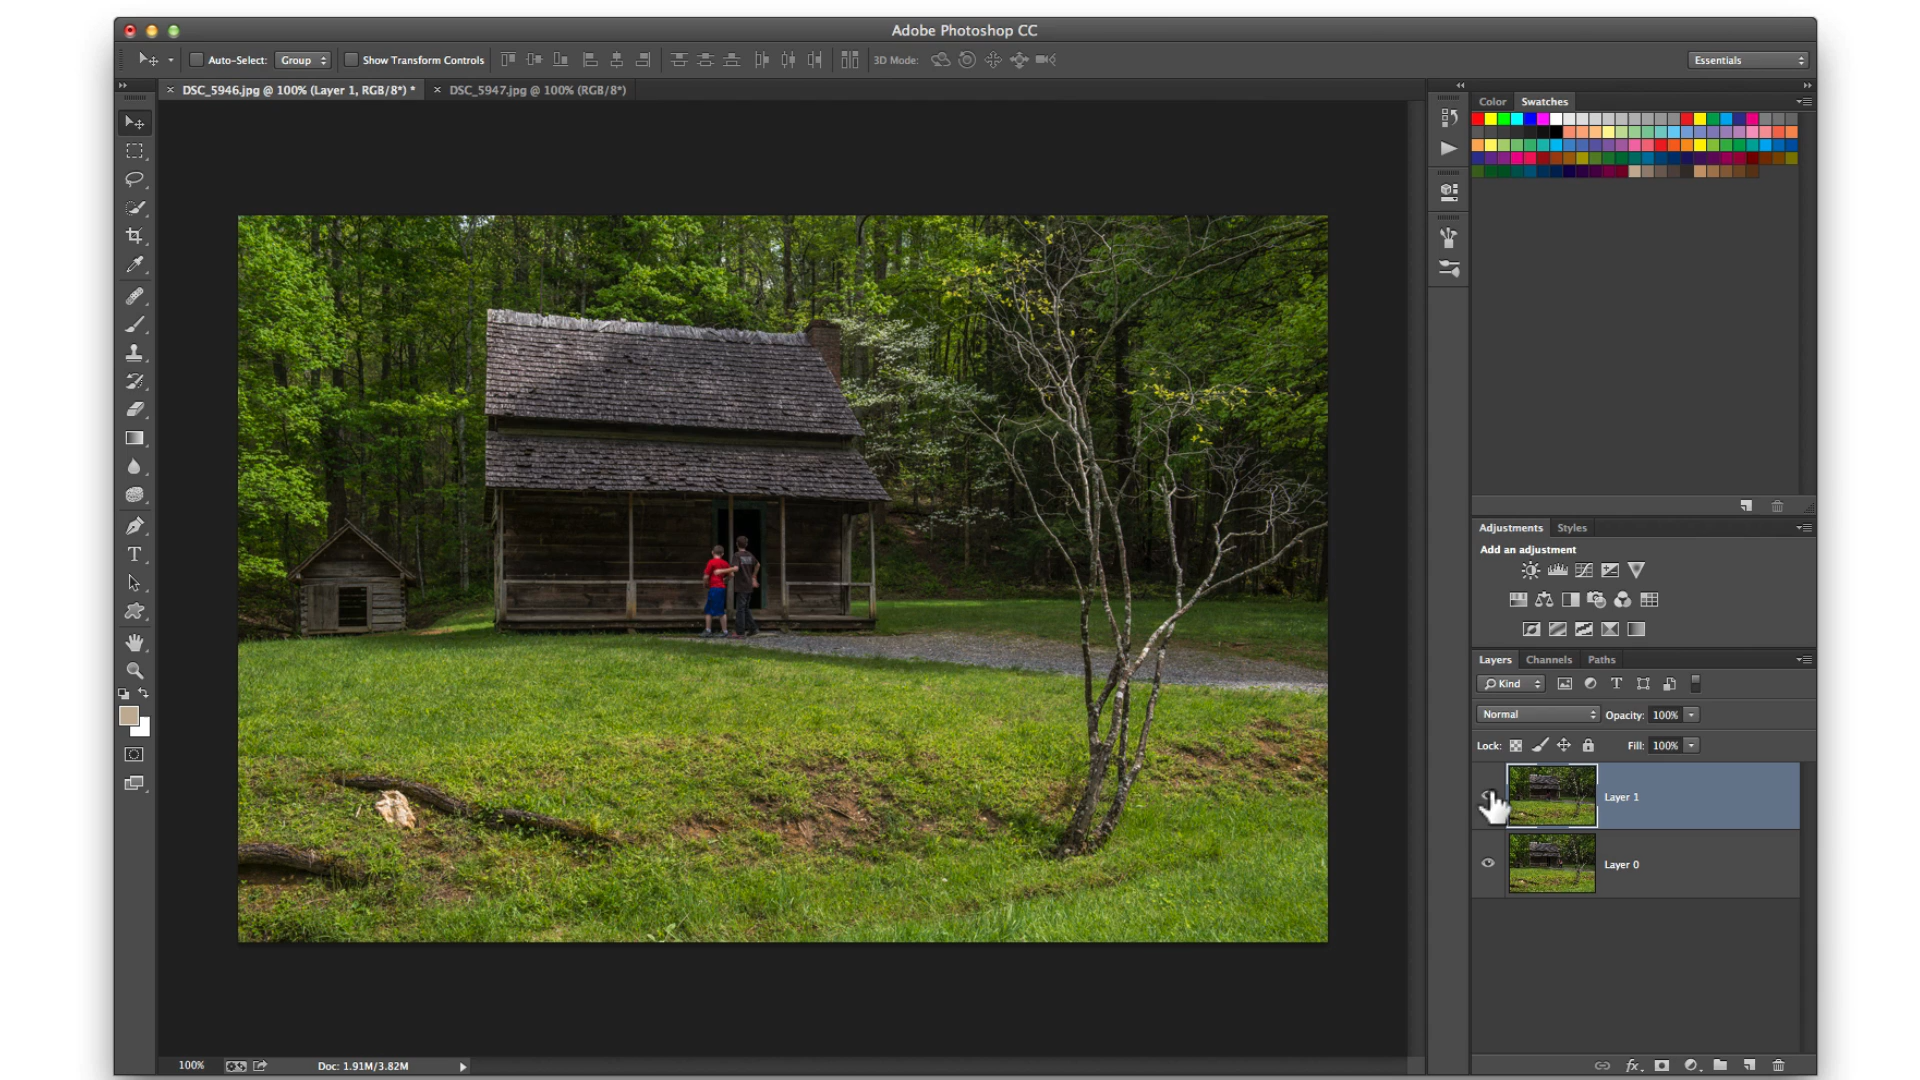 Adobe Photoshop CC
Auto-Select: Group Show Transform Controls 3D Mode: Essentials
× DSC_5946.jpg @ 100% (Layer 1, RGB/8*) * × DSC_5947.jpg @ 100% (RGB/8*)
Color Swatches
Adjustments Styles
Add an adjustment
Layers Channels Paths
Kind
Normal Opacity: 100%
Lock: Fill: 100%
Layer 1
Layer 0
100% Doc: 1.91M/3.82M
fx